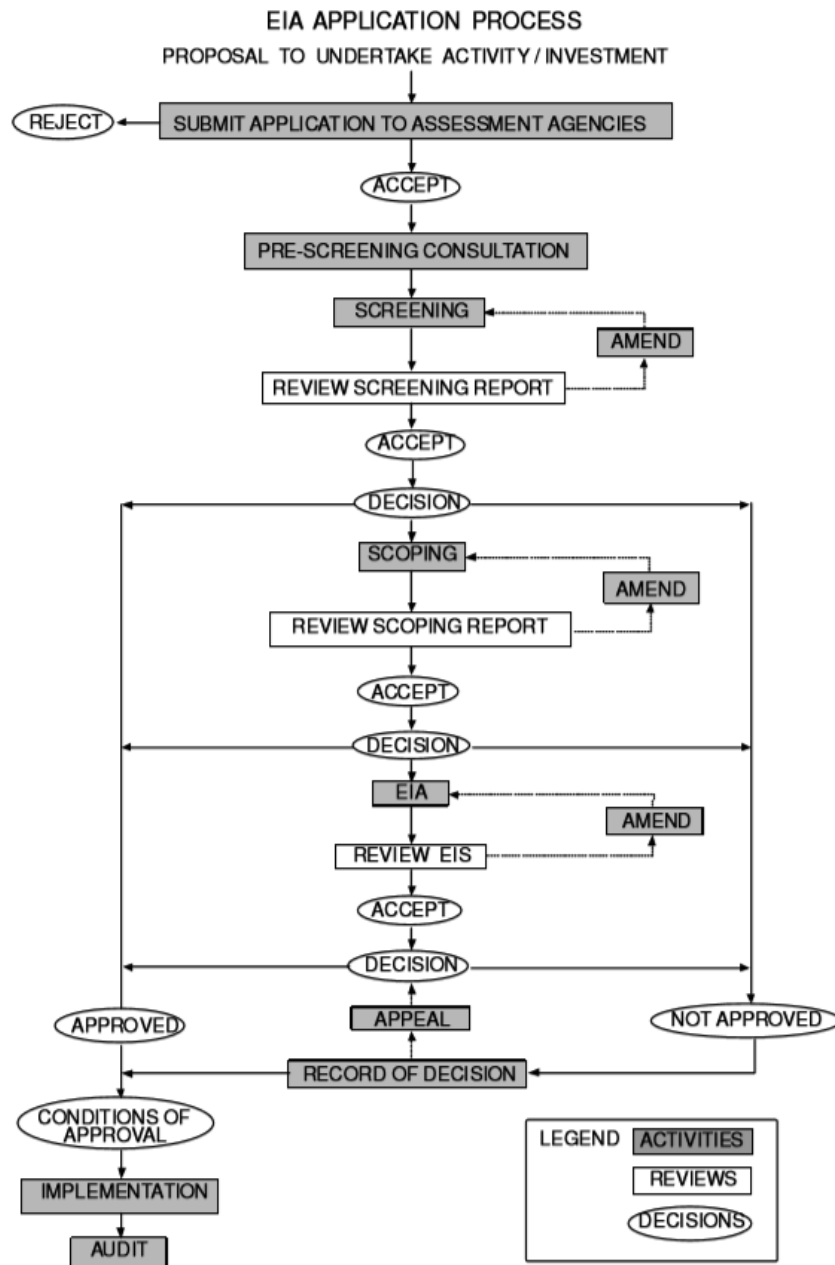 EIA APPLICATION PROCESS
PROPOSAL TO UNDERTAKE ACTIVITY / INVESTMENT
REJECT
SUBMIT APPLICATION TO ASSESSMENT AGENCIES
ACCEPT
PRE-SCREENING CONSULTATION
SCREENING
AMEND
REVIEW SCREENING REPORT
ACCEPT
DECISION
SCOPING
AMEND
REVIEW SCOPING REPORT
ACCEPT
DECISION
EIA
AMEND
REVIEW EIS
ACCEPT
DECISION
APPEAL
APPROVED
NOT APPROVED
RECORD OF DECISION
CONDITIONS OF
APPROVAL
IMPLEMENTATION
AUDIT
LEGEND
ACTIVITIES
REVIEWS
DECISIONS